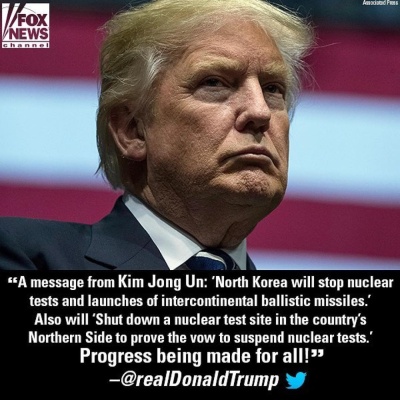 Associated Press
FOX
NEWS
channel
“A message from Kim Jong Un: ‘North Korea will stop nuclear
tests and launches of intercontinental ballistic missiles.’
Also will ‘Shut down a nuclear test site in the country’s
Northern Side to prove the vow to suspend nuclear tests.’
Progress being made for all!”
–@realDonaldTrump